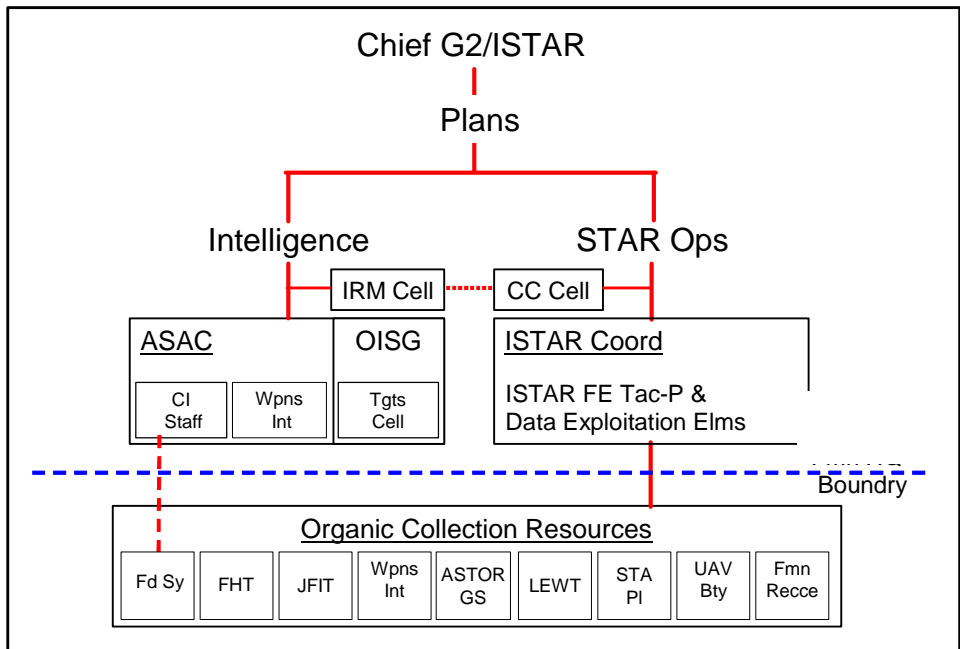 Chief G2/ISTAR
Plans
Intelligence
STAR Ops
IRM Cell
CC Cell
ASAC
OISG
ISTAR Coord
CI
Staff
Wpns
Int
Tgts
Cell
ISTAR FE Tac-P &
Data Exploitation Elms
Boundry
Organic Collection Resources
Fd Sy
FHT
JFIT
Wpns
Int
ASTOR
GS
LEWT
STA
Pl
UAV
Bty
Fmn
Recce